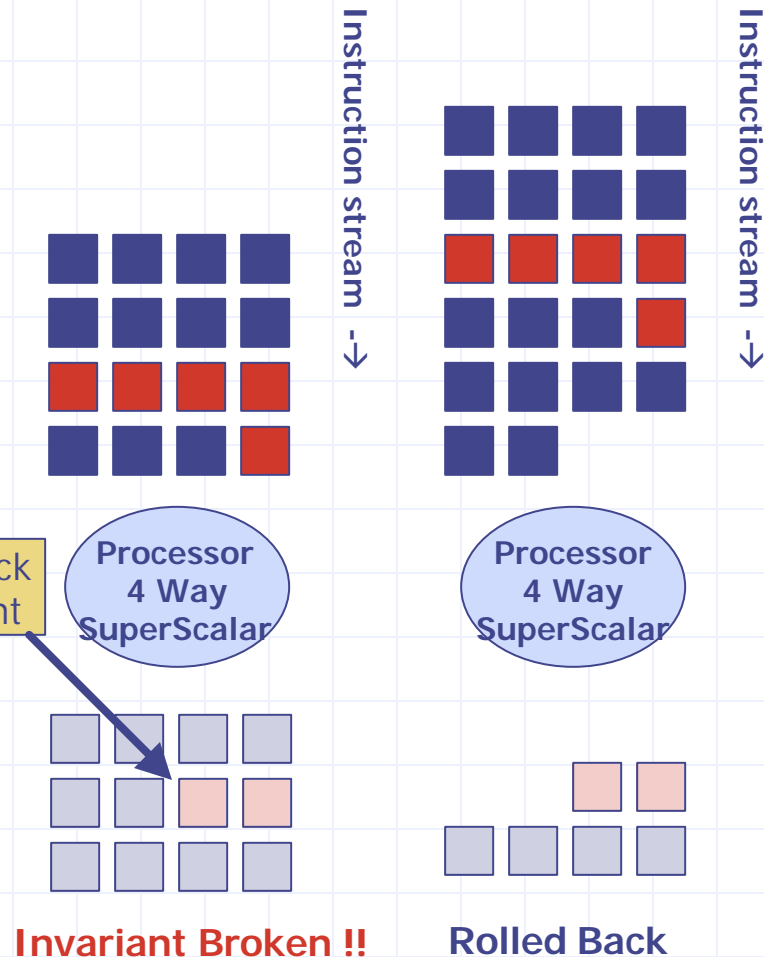 Instruction stream -→
Instruction stream -→
Processor
4 Way
SuperScalar
Processor
4 Way
SuperScalar
Invariant Broken !!
Rolled Back